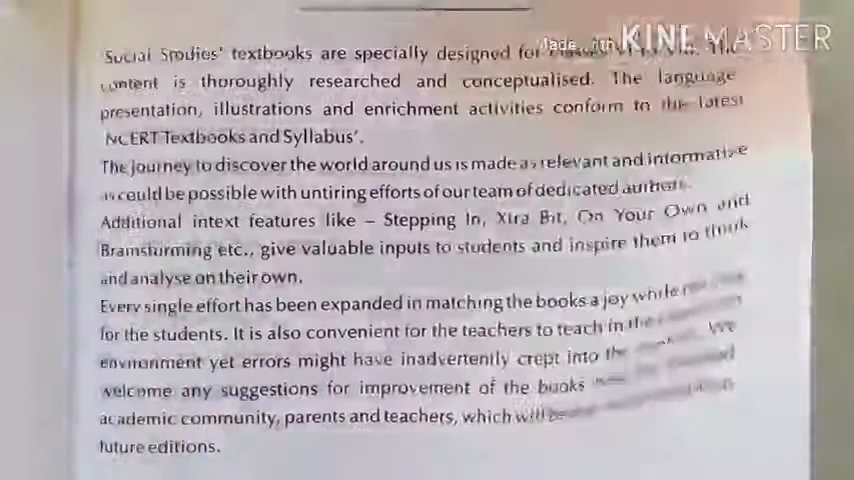 Made with KINEMASTER
'Social Studies' textbooks are specially designed for
content is thoroughly researched and conceptualised. The language
presentation, illustrations and enrichment activities conform to the latest
'NCERT Textbooks and Syllabus'.
The journey to discover the world around us is made as relevant and informative
as could be possible with untiring efforts of our team of dedicated authors.
Additional intext features like – Stepping In, Xtra Bit, On Your Own and
Brainstorming etc., give valuable inputs to students and inspire them to think
and analyse on their own.
Every single effort has been expanded in matching the books a joy while
for the students. It is also convenient for the teachers to teach in the
environment yet errors might have inadvertently crept into the We
welcome any suggestions for improvement of the books
academic community, parents and teachers, which will be
future editions.